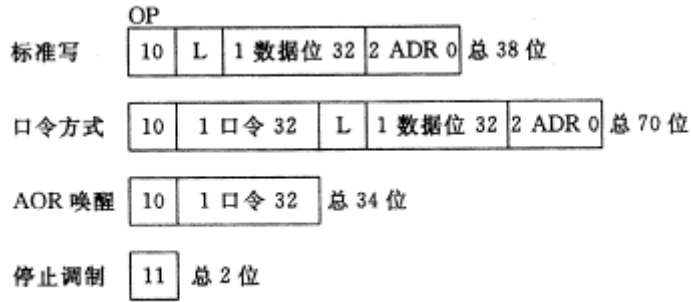 OP
标准写 10 L 1 数据位 32 2 ADR 0 总 38 位
口令方式 10 1 口令 32 L 1 数据位 32 2 ADR 0 总 70 位
AOR 唤醒 10 1 口令 32 总 34 位
停止调制 11 总 2 位